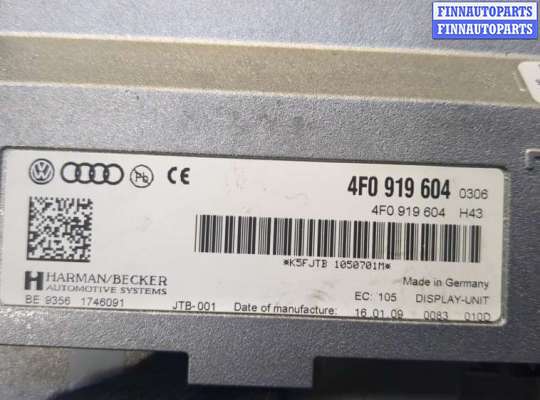 FINNAUTOPARTS
FINNAUTOPARTS
Pb
CE
4F0 919 604 0306
4F0 919 604 H43
*K5FJTB 1050701M*
HARMAN/BECKER
AUTOMOTIVE SYSTEMS
Made in Germany
EC: 105 DISPLAY-UNIT
BE 9356 1746091 JTB-001 Date of manufacture: 16.01.09 0083 010D